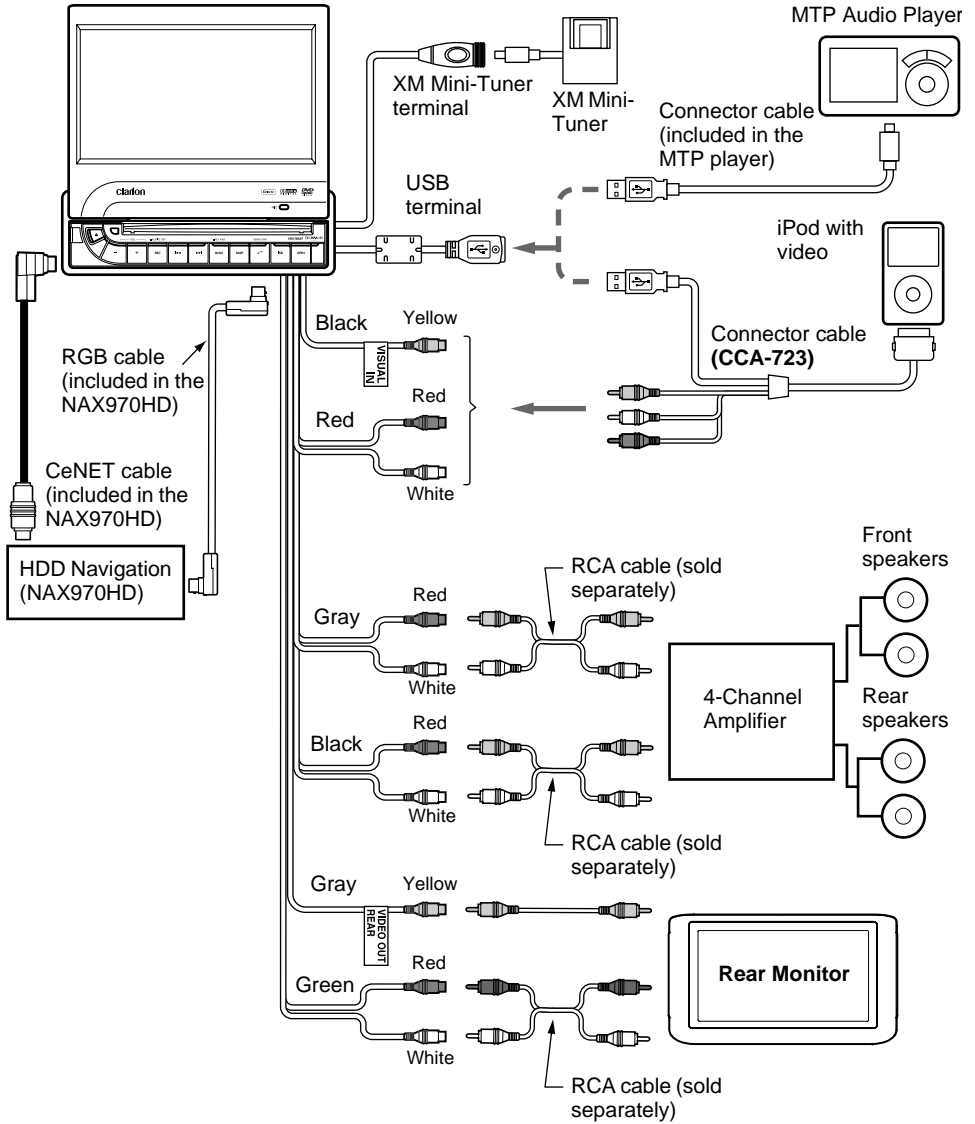 MTP Audio Player
XM Mini-Tuner
terminal
XM Mini-
Tuner
Connector cable
(included in the
MTP player)
Clarion
USB
terminal
iPod with
video
Black
Yellow
VISUAL
IN
Connector cable
(CCA-723)
RGB cable
(included in the
NAX970HD)
Red
Red
White
CeNET cable
(included in the
NAX970HD)
HDD Navigation
(NAX970HD)
RCA cable (sold
separately)
Front
speakers
Gray
Red
White
4-Channel
Amplifier
Rear
speakers
Black
Red
White
RCA cable (sold
separately)
Gray
Yellow
VIDEO OUT
REAR
Red
Green
White
Rear Monitor
RCA cable (sold
separately)